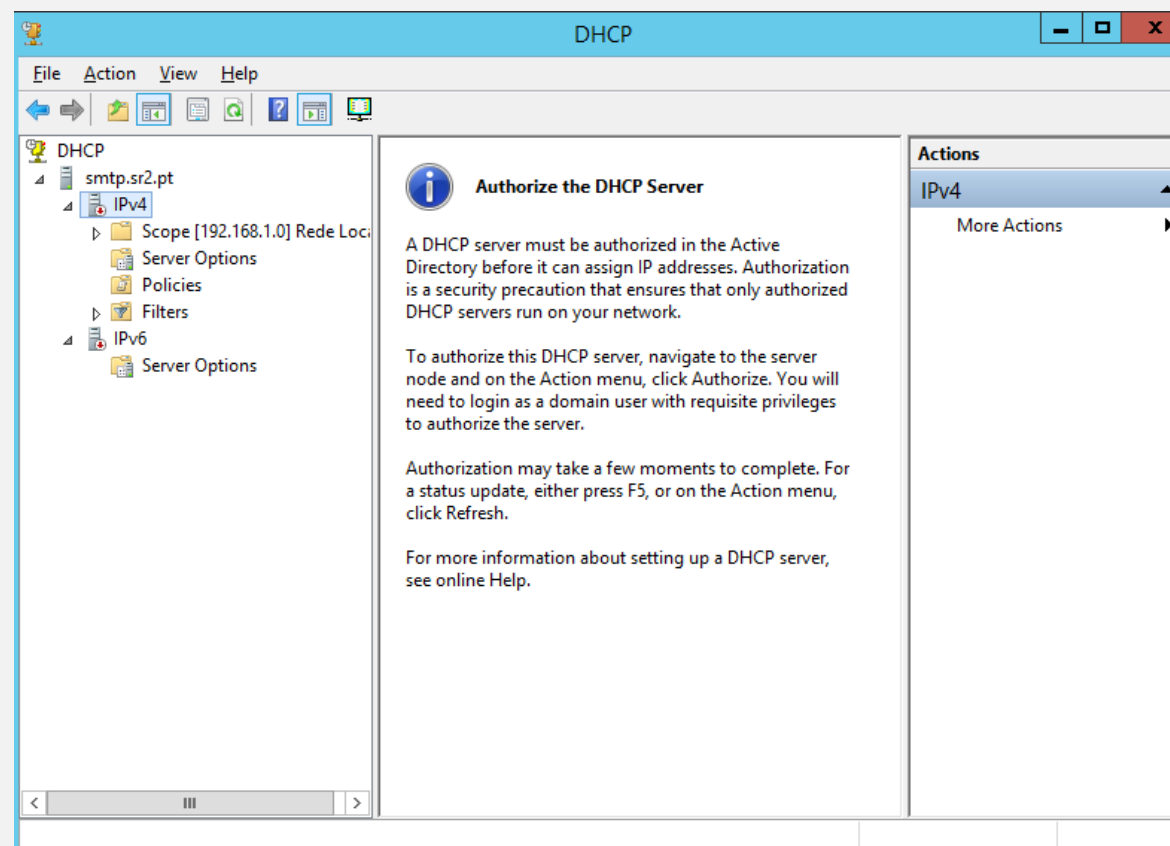 DHCP
File Action View Help
DHCP
smtp.sr2.pt
IPv4
Scope [192.168.1.0] Rede Loca
Server Options
Policies
Filters
IPv6
Server Options
Authorize the DHCP Server
A DHCP server must be authorized in the Active
Directory before it can assign IP addresses. Authorization
is a security precaution that ensures that only authorized
DHCP servers run on your network.
To authorize this DHCP server, navigate to the server
node and on the Action menu, click Authorize. You will
need to login as a domain user with requisite privileges
to authorize the server.
Authorization may take a few moments to complete. For
a status update, either press F5, or on the Action menu,
click Refresh.
For more information about setting up a DHCP server,
see online Help.
Actions
IPv4
More Actions